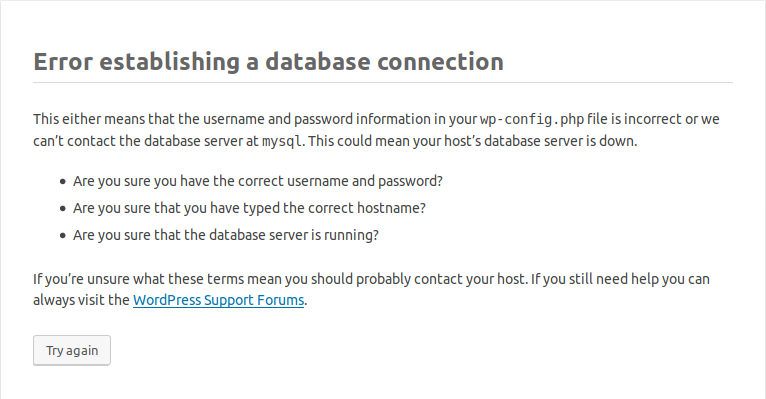 Error establishing a database connection
This either means that the username and password information in your wp-config.php file is incorrect or we
can’t contact the database server at mysql. This could mean your host’s database server is down.
Are you sure you have the correct username and password?
Are you sure that you have typed the correct hostname?
Are you sure that the database server is running?
If you’re unsure what these terms mean you should probably contact your host. If you still need help you can
always visit the WordPress Support Forums.
Try again